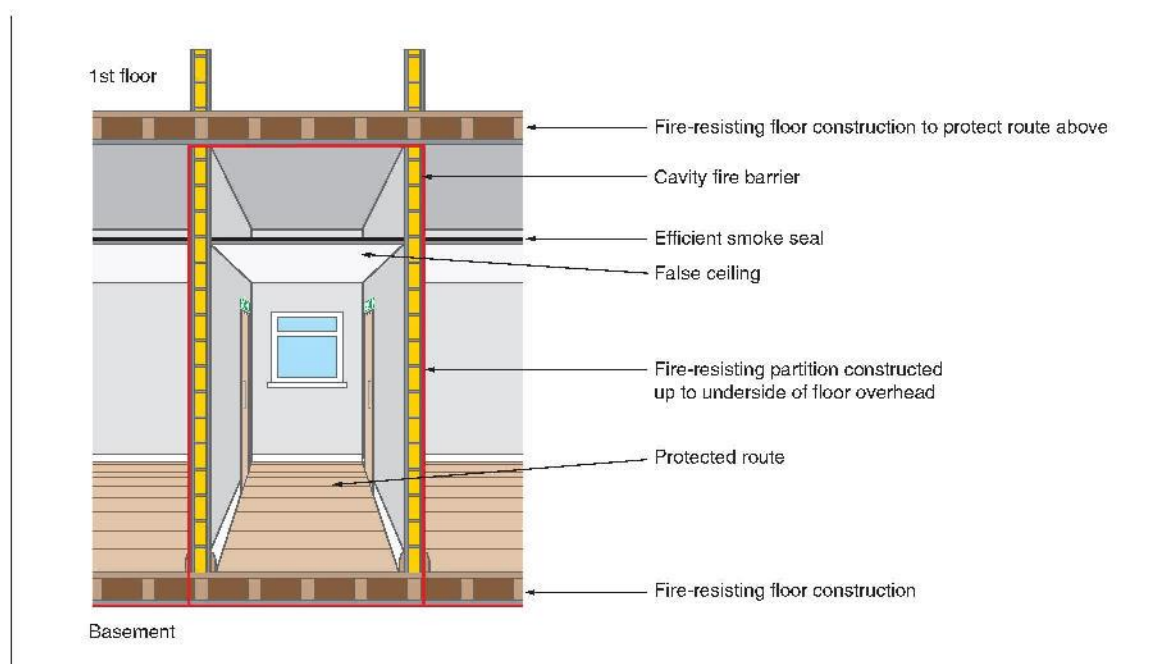 1st floor
Fire-resisting floor construction to protect route above
Cavity fire barrier
Efficient smoke seal
False ceiling
Fire-resisting partition constructed
up to underside of floor overhead
Protected route
Fire-resisting floor construction
Basement